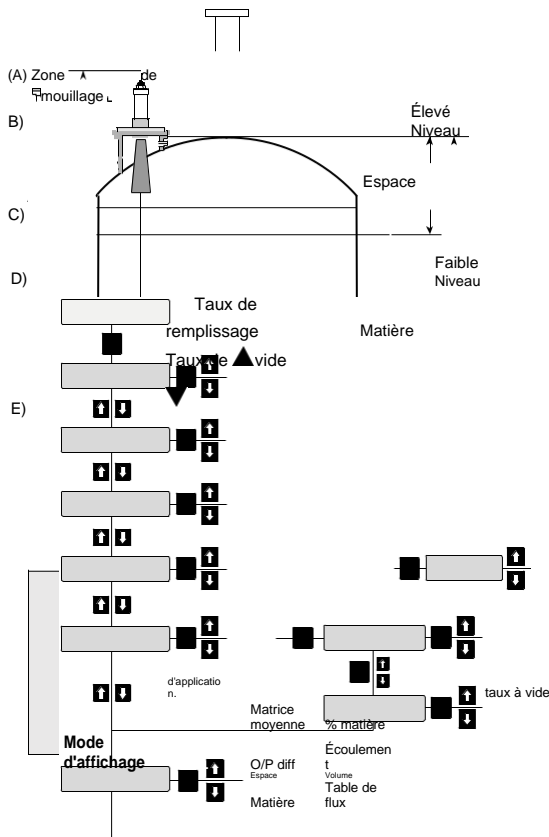 (A) Zone de
mouillage
B)
Élevé
Niveau
Espace
C)
Faible
Niveau
D)
Taux de
remplissage
Matière
Taux de vide
E)
d'applicatio
n.
taux à vide
Matrice
moyenne
% matière
Mode
d'affichage
O/P diff
Espace
Matière
Écoulemen
t
Volume
Table de
flux